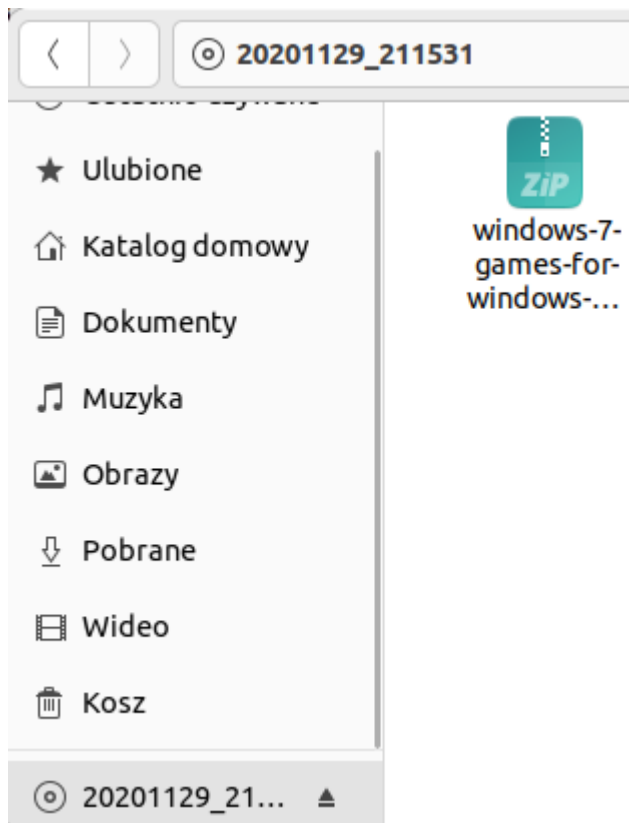 20201129_211531
Ulubione
Katalog domowy
Dokumenty
Muzyka
Obrazy
Pobrane
Wideo
Kosz
20201129_21...
ZiP
windows-7-
games-for-
windows-...